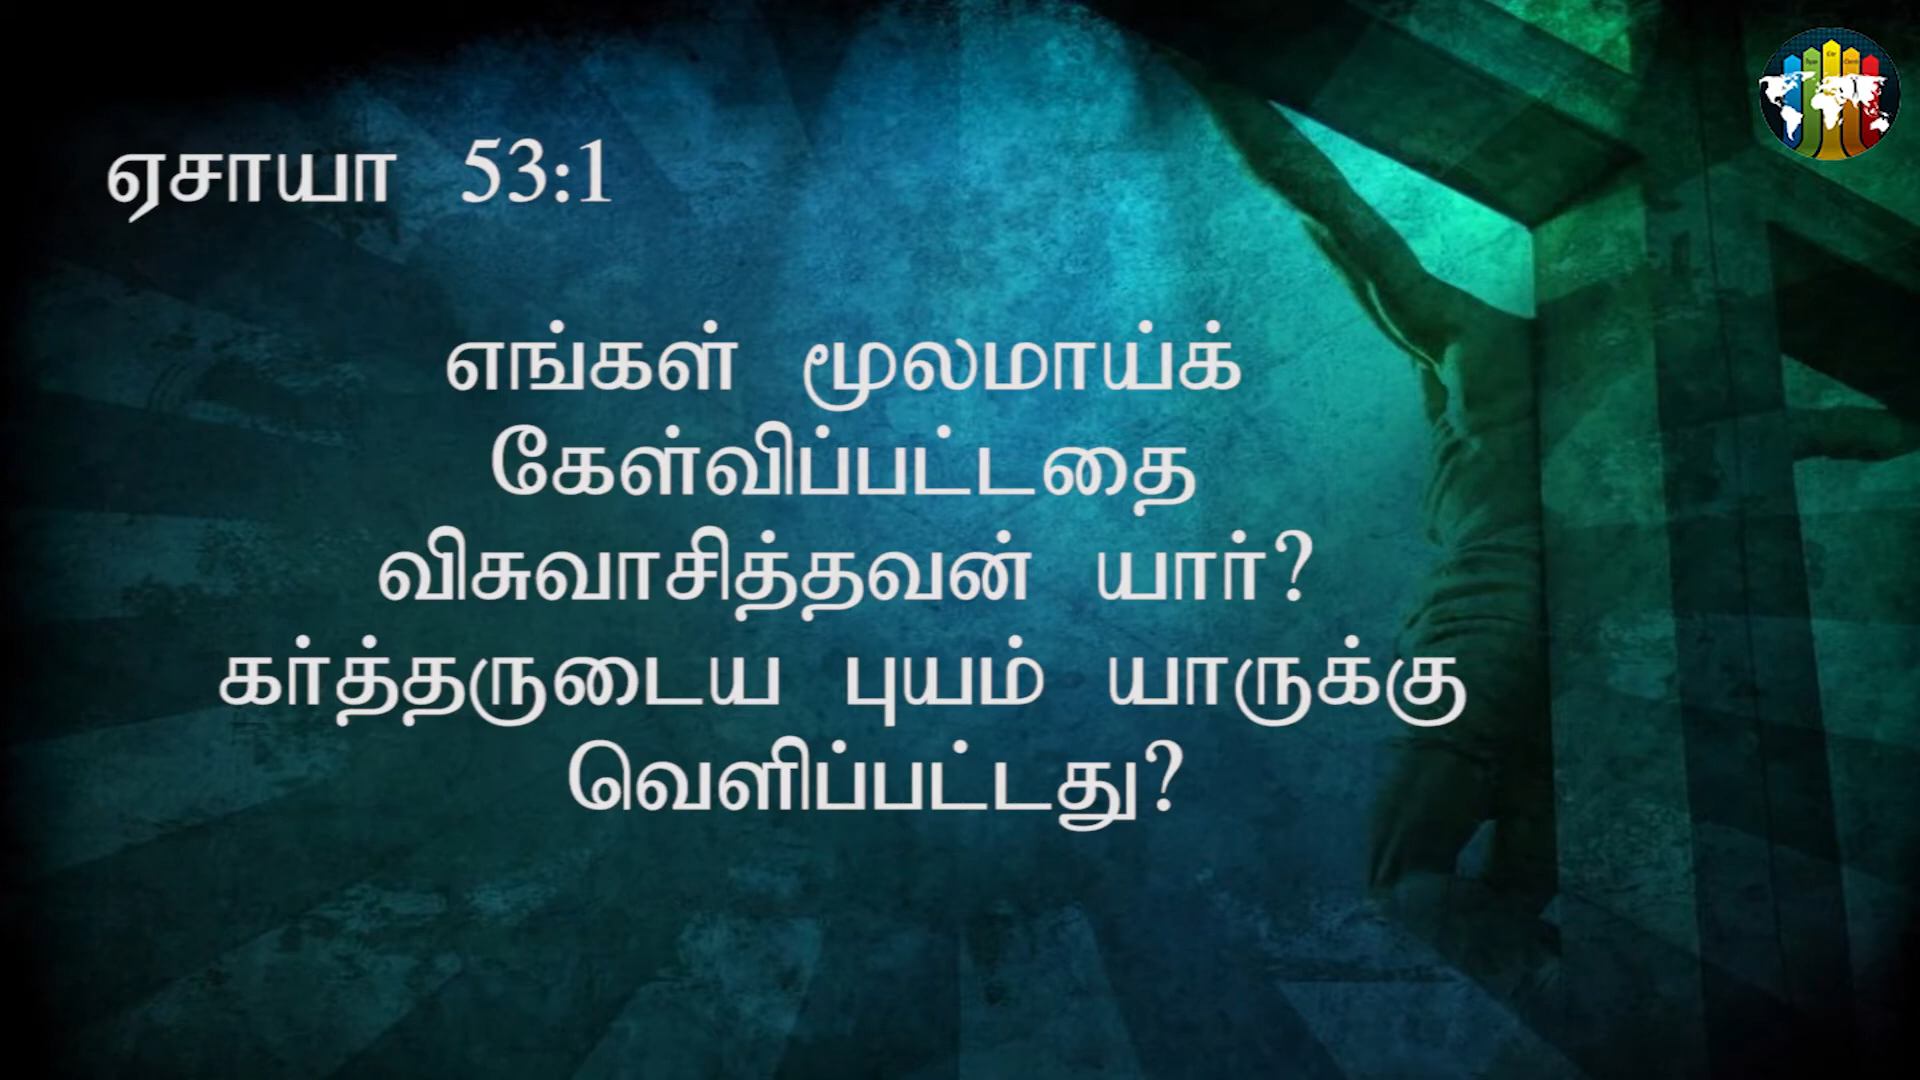 ஏசாயா 53:1
எங்கள் மூலமாய்க்
கேள்விப்பட்டதை
விசுவாசித்தவன் யார்?
கர்த்தருடைய புயம் யாருக்கு
வெளிப்பட்டது?